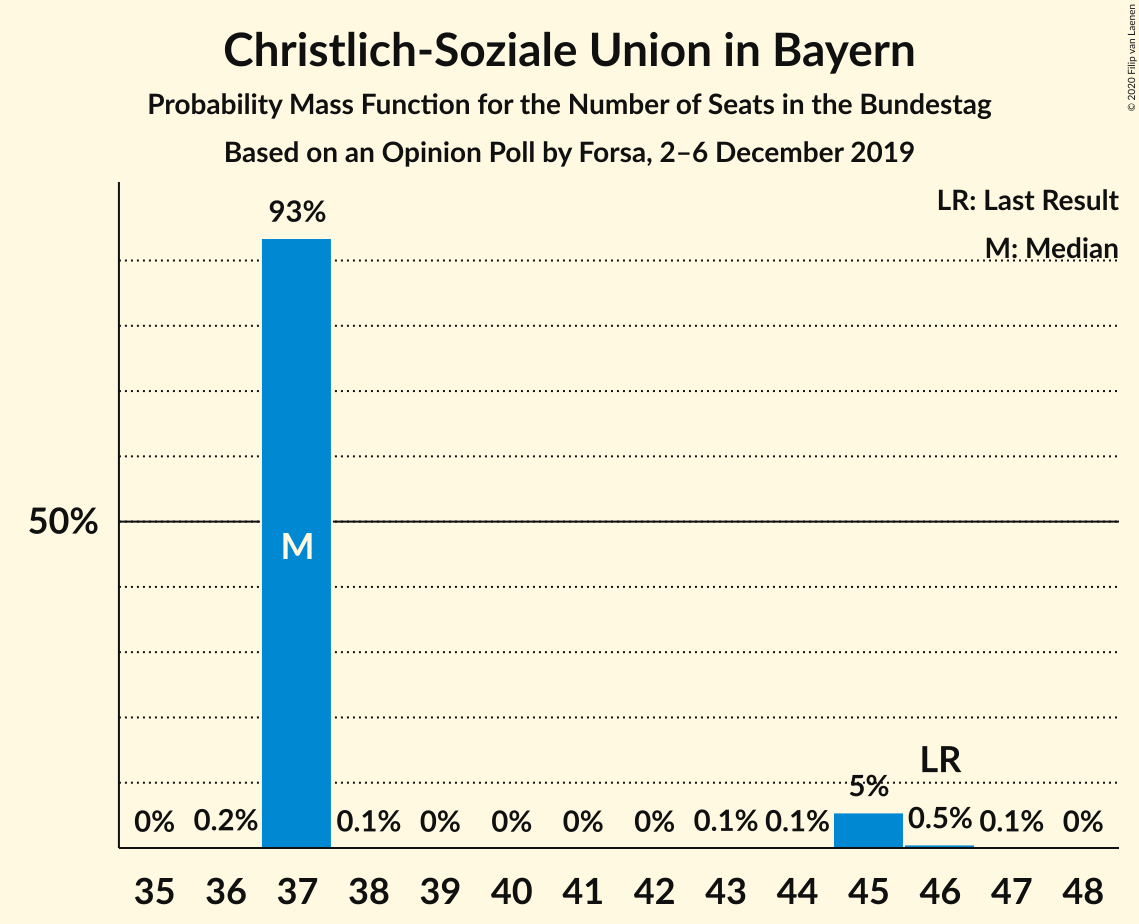 Christlich-Soziale Union in Bayern
Probability Mass Function for the Number of Seats in the Bundestag
Based on an Opinion Poll by Forsa, 2–6 December 2019
© 2020 Filip van Laenen
LR: Last Result
M: Median
93%
50%
M
LR
5%
0% 0.2% 0.1% 0% 0% 0% 0% 0.1% 0.1% 0.5% 0.1% 0%
35 36 37 38 39 40 41 42 43 44 45 46 47 48